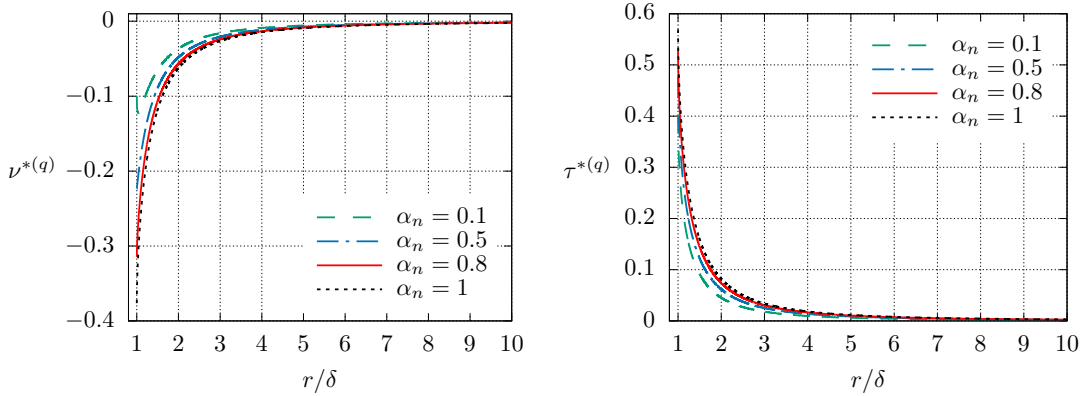 0
−0.1
−0.2
−0.3
−0.4
ν*(q)
αₙ = 0.1
αₙ = 0.5
αₙ = 0.8
αₙ = 1
1 2 3 4 5 6 7 8 9 10
r/δ
0.6
0.5
0.4
0.3
0.2
0.1
0
τ*(q)
αₙ = 0.1
αₙ = 0.5
αₙ = 0.8
αₙ = 1
1 2 3 4 5 6 7 8 9 10
r/δ